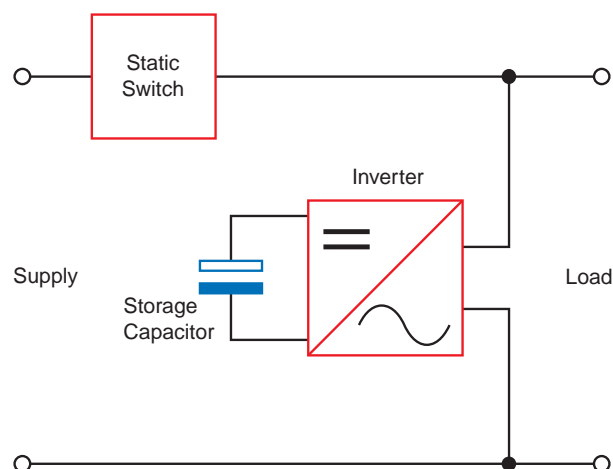 Static
Switch
Inverter
Supply
Storage
Capacitor
Load